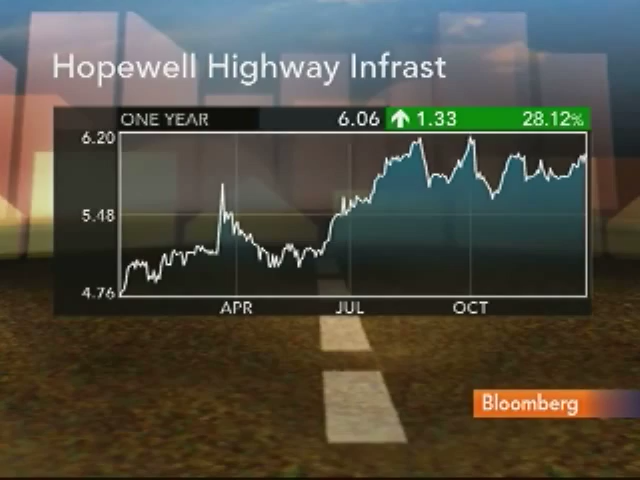 Hopewell Highway Infrast
ONE YEAR 6.06 1.33 28.12%
6.20
5.48
4.76
APR JUL OCT
Bloomberg